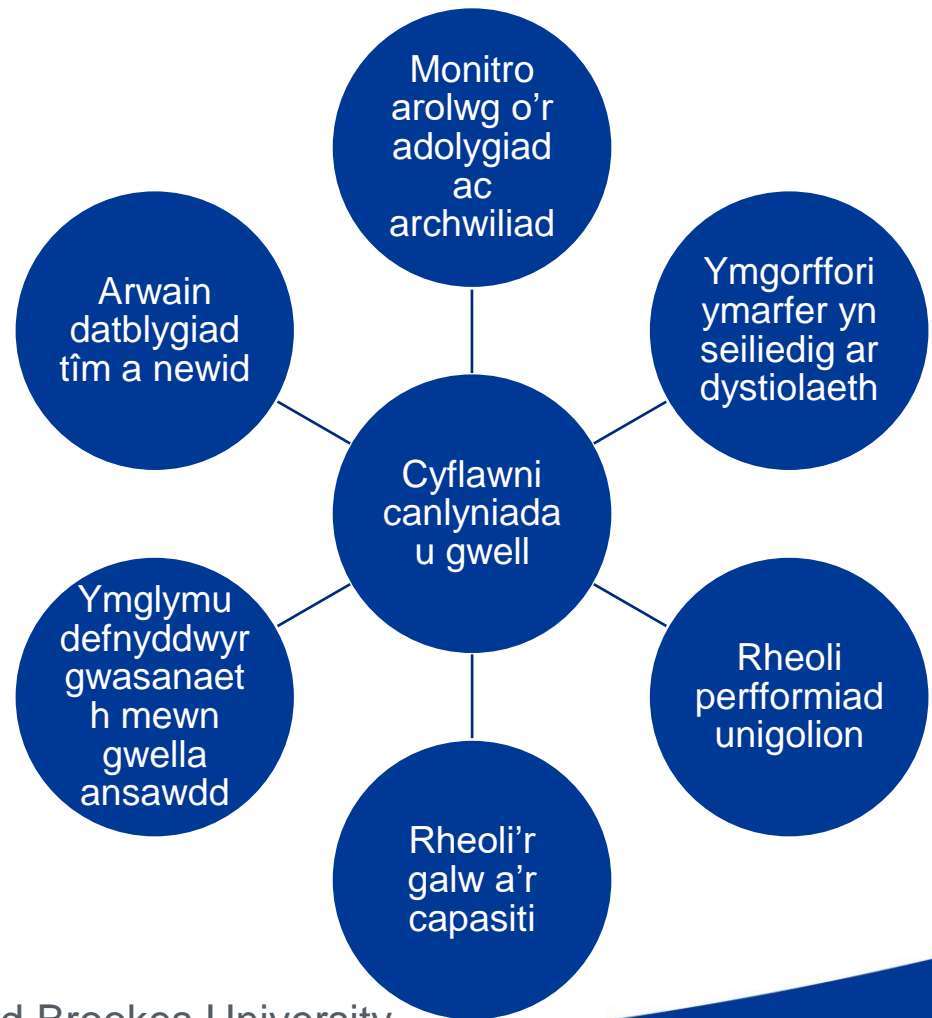 Monitro
arolwg o'r
adolygiad
ac
archwiliad
Ymgorffori
ymarfer yn
seiliedig ar
dystiolaeth
Arwain
datblygiad
tîm a newid
Cyflawni
canlyniada
u gwell
Ymglymu
defnyddwyr
gwasanaet
h mewn
gwella
ansawdd
Rheoli
perfformiad
unigolion
Rheoli'r
galw a'r
capasiti
Brookes University